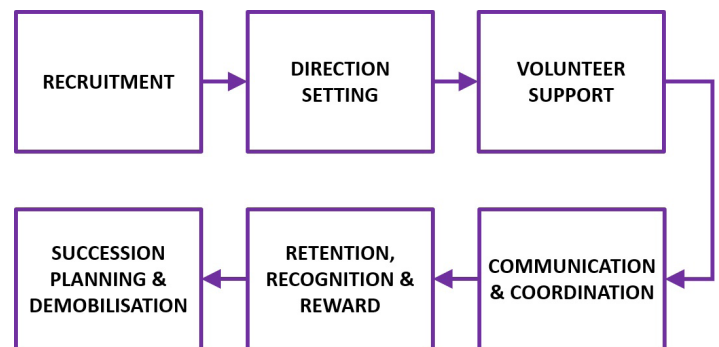 RECRUITMENT
DIRECTION
SETTING
VOLUNTEER
SUPPORT
COMMUNICATION
& COORDINATION
RETENTION,
RECOGNITION &
REWARD
SUCCESSION
PLANNING &
DEMOBILISATION